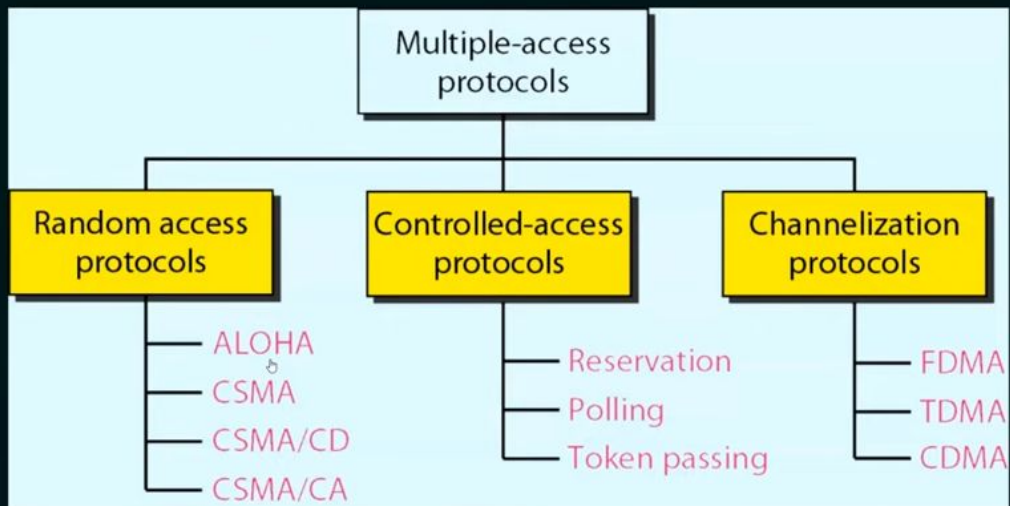 Multiple-access
protocols
Random access
protocols
Controlled-access
protocols
Channelization
protocols
ALOHA
CSMA
CSMA/CD
CSMA/CA
Reservation
Polling
Token passing
FDMA
TDMA
CDMA